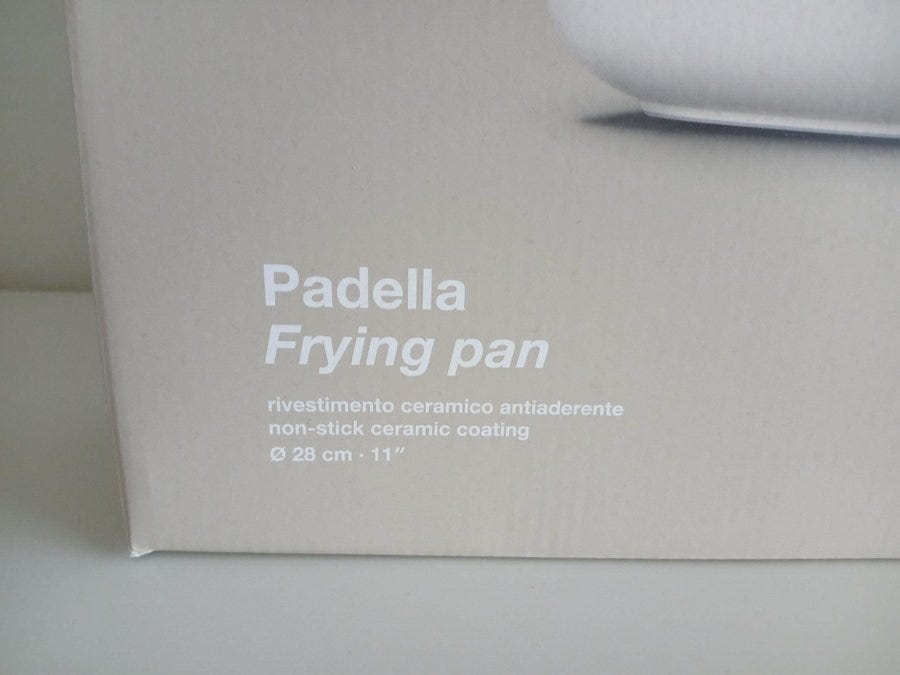 Padella
Frying pan
rivestimento ceramico antiaderente
non-stick ceramic coating
Ø 28 cm · 11″